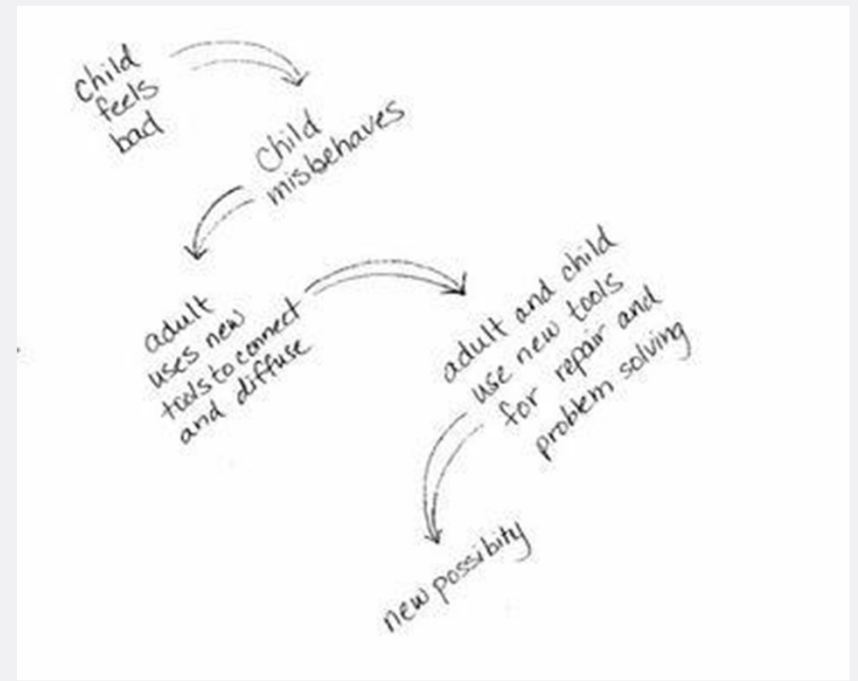 child
feels
bad
Child
misbehaves
adult
uses new
tools to connect
and diffuse
adult and child
use new tools
for repair and
problem solving
new possibity